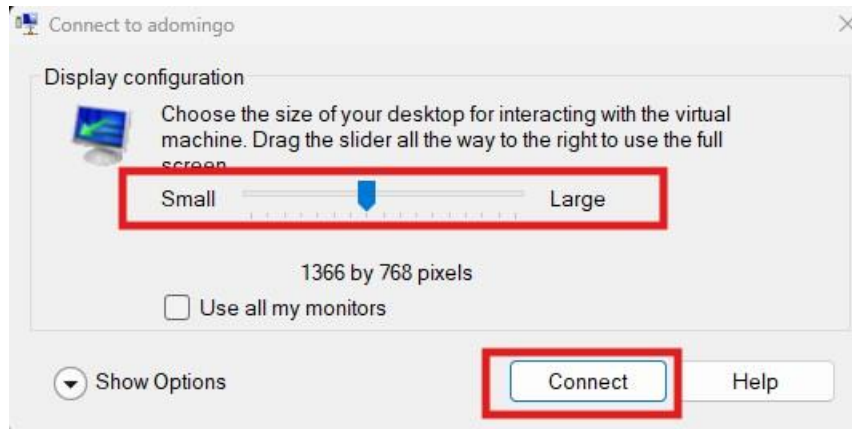 Connect to adomingo
Display configuration
Choose the size of your desktop for interacting with the virtual
machine. Drag the slider all the way to the right to use the full
screen.
Small Large
1366 by 768 pixels
Use all my monitors
Show Options Connect Help